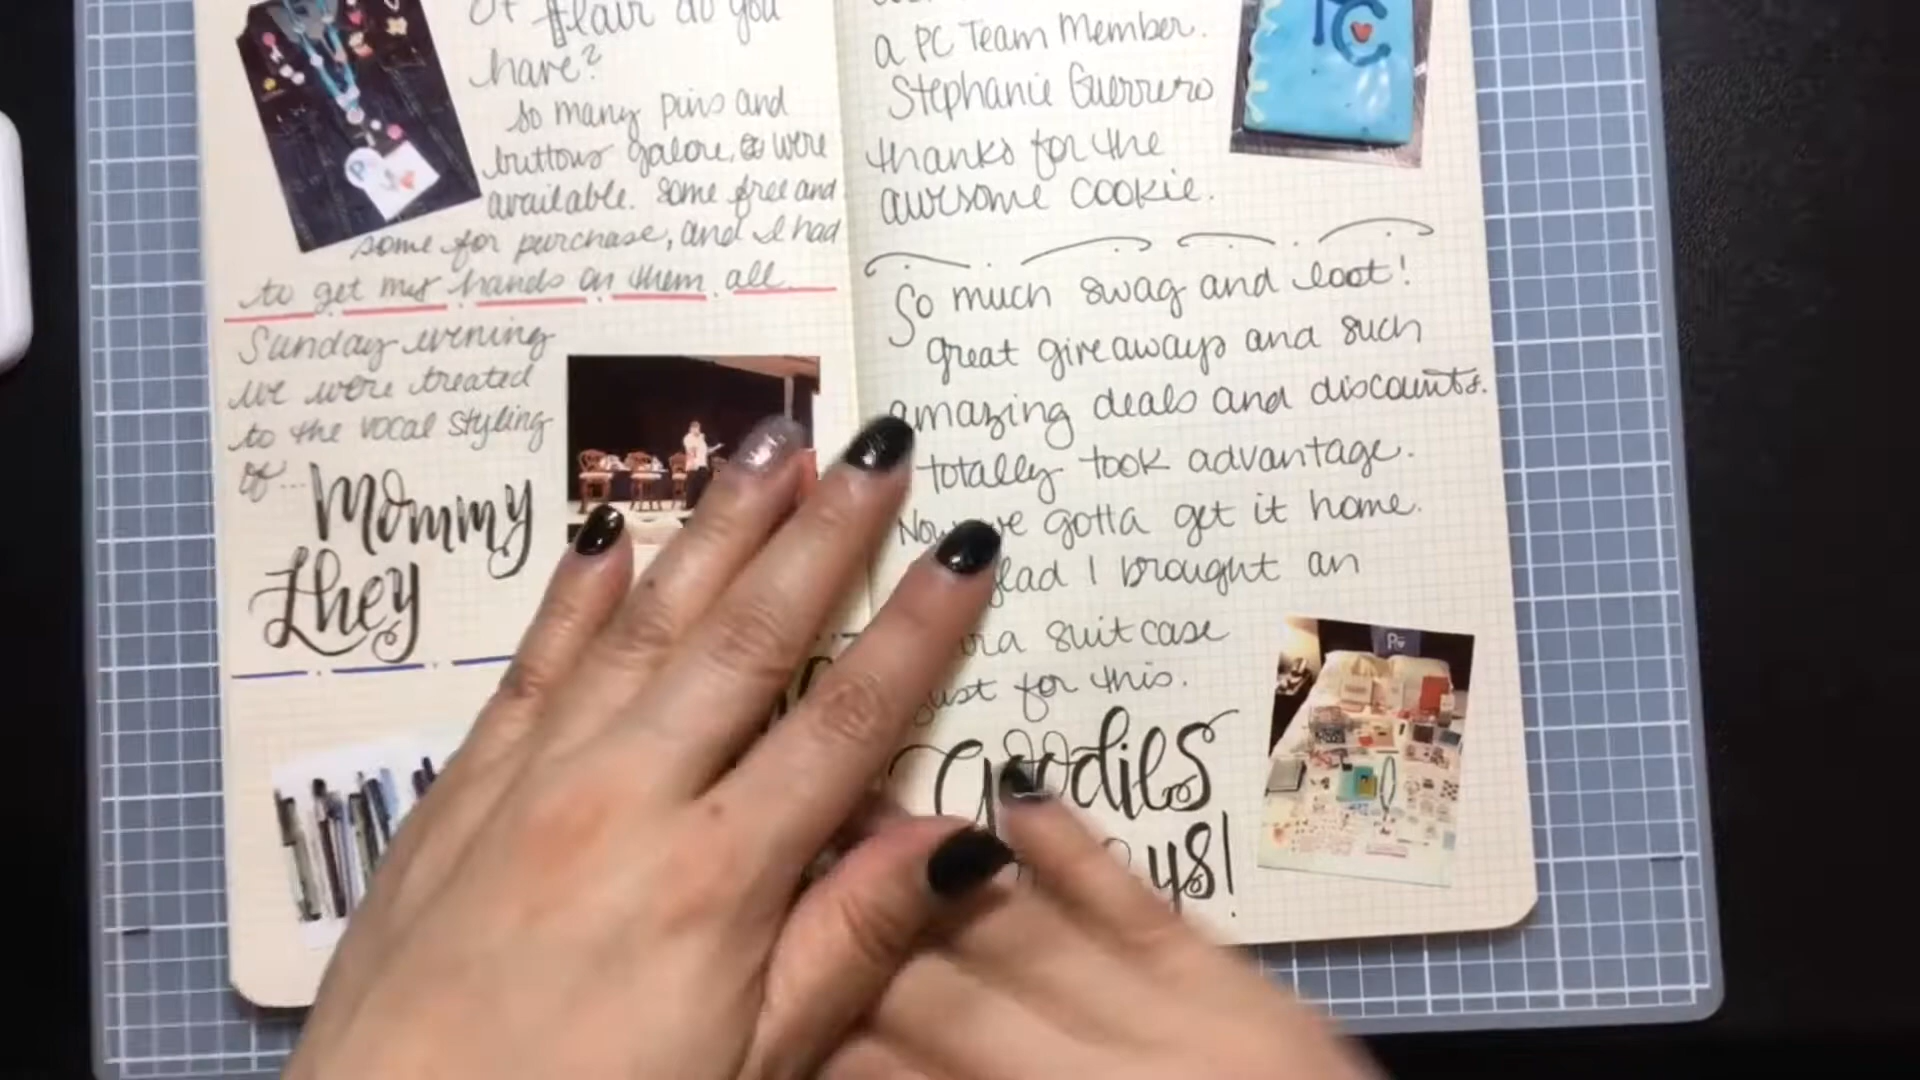 Of flair do you
have?
so many pins and
buttons galore, were
available. Some free and
some for purchase, and I had
to get my hands on them all
Sunday evening
we were treated
to the vocal styling
of...
Mommy
Lhey
a PC Team Member.
Stephanie Guerrero
thanks for the
awesome cookie.
PC
So much swag and loot!
great giveaways and such
amazing deals and discounts.
totally took advantage.
gotta get it home.
glad I brought an
suitcase
just for this.
Goodies